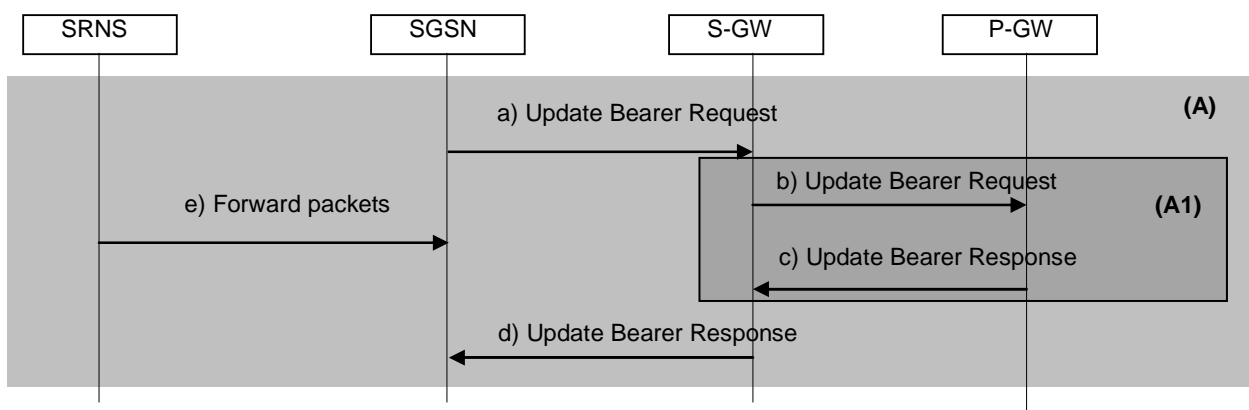 SRNS SGSN S-GW P-GW
(A)
a) Update Bearer Request
b) Update Bearer Request
e) Forward packets
(A1)
c) Update Bearer Response
d) Update Bearer Response